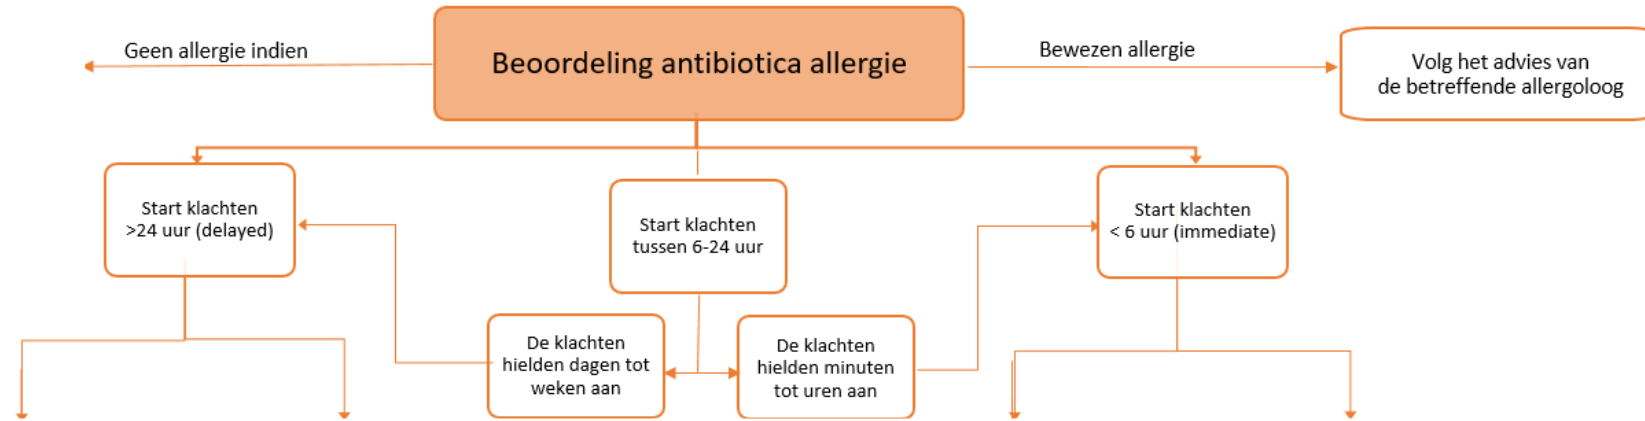 Geen allergie indien
Beoordeling antibiotica allergie
Bewezen allergie
Volg het advies van
de betreffende allergoloog
Start klachten
>24 uur (delayed)
Start klachten
tussen 6-24 uur
Start klachten
< 6 uur (immediate)
De klachten
hielden dagen tot
weken aan
De klachten
hielden minuten
tot uren aan